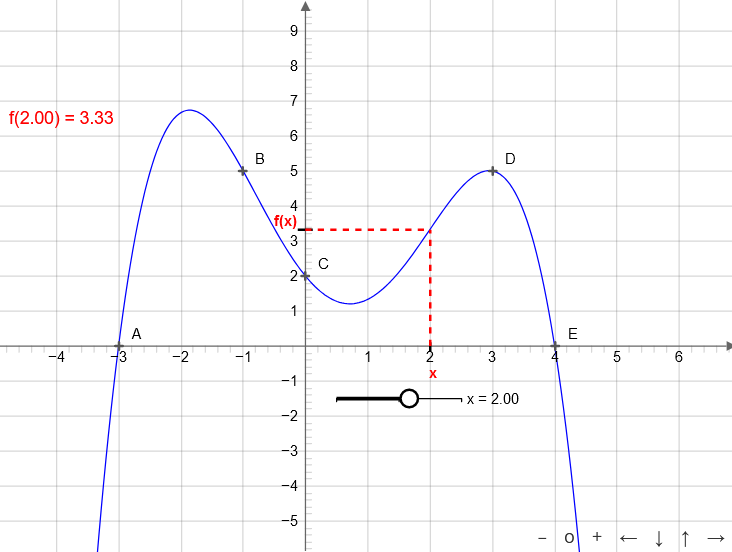 9
8
7
f(2.00) = 3.33
6
B
D
5
4
f(x)
3
C
2
1
A
E
−4 −3 −2 −1 1 2 3 4 5 6
x
−1
x = 2.00
−2
−3
−4
−5
− o + ← ↓ ↑ →